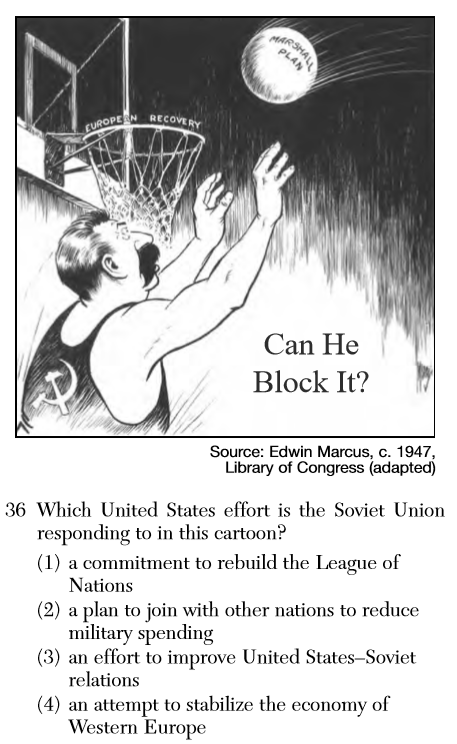 MARSHALL
PLAN
EUROPEAN RECOVERY
Can He
Block It?
Source: Edwin Marcus, c. 1947,
Library of Congress (adapted)
36 Which United States effort is the Soviet Union
responding to in this cartoon?
(1) a commitment to rebuild the League of
Nations
(2) a plan to join with other nations to reduce
military spending
(3) an effort to improve United States–Soviet
relations
(4) an attempt to stabilize the economy of
Western Europe